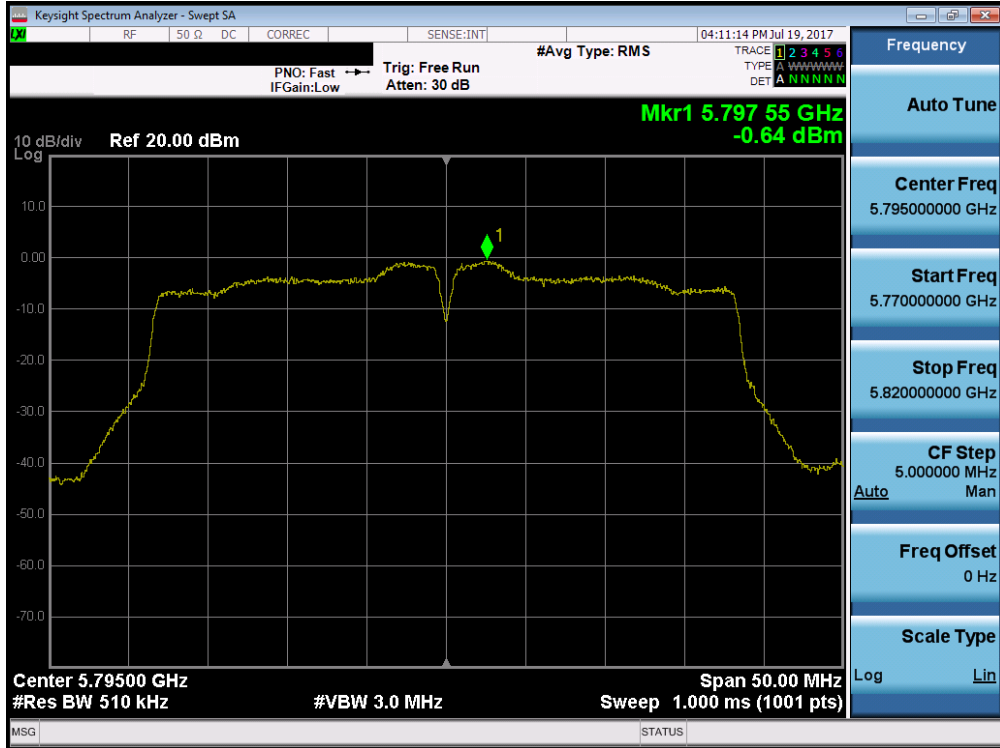 Keysight Spectrum Analyzer - Swept SA
LXI RF 50 Ω DC CORREC SENSE:INT 04:11:14 PM Jul 19, 2017
#Avg Type: RMS
TRACE 1 2 3 4 5 6
TYPE A WWWWW
DET A N N N N N
PNO: Fast
IFGain:Low
Trig: Free Run
Atten: 30 dB
Mkr1 5.797 55 GHz
-0.64 dBm
10 dB/div
Log
Ref 20.00 dBm
10.0
0.00
-10.0
-20.0
-30.0
-40.0
-50.0
-60.0
-70.0
1
Center 5.79500 GHz
Span 50.00 MHz
#Res BW 510 kHz
#VBW 3.0 MHz
Sweep 1.000 ms (1001 pts)
MSG
STATUS
Frequency
Auto Tune
Center Freq
5.795000000 GHz
Start Freq
5.770000000 GHz
Stop Freq
5.820000000 GHz
CF Step
5.000000 MHz
Auto Man
Freq Offset
0 Hz
Scale Type
Log Lin